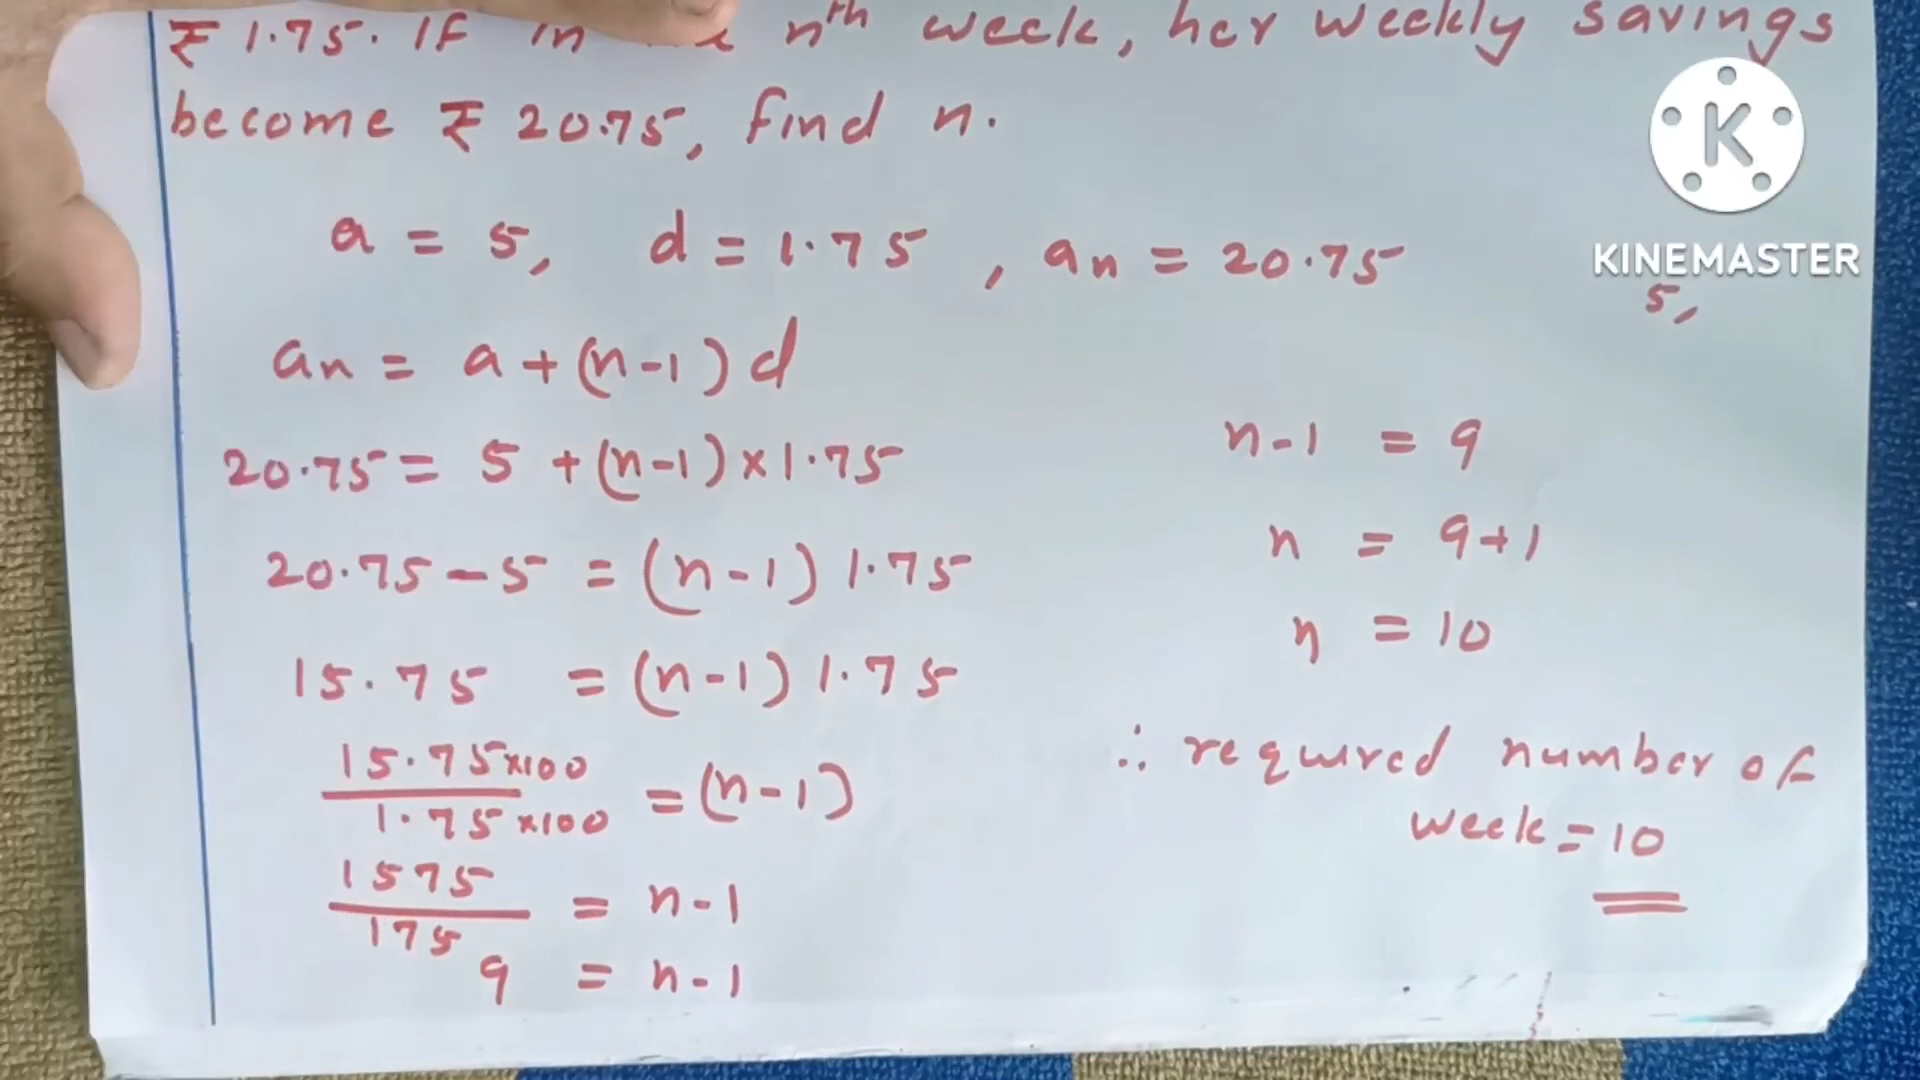 ₹ 1.75. If in nth week, her weekly savings
become ₹ 20.75, find n.
a = 5, d = 1.75, an = 20.75
an = a + (n-1) d
20.75 = 5 + (n-1) × 1.75
20.75 - 5 = (n-1) 1.75
15.75 = (n-1) 1.75
15.75×100
1.75×100
= (n-1)
1575
175
= n-1
9 = n-1
K
KINEMASTER
5,
n-1 = 9
n = 9+1
n = 10
∴ required number of
week = 10